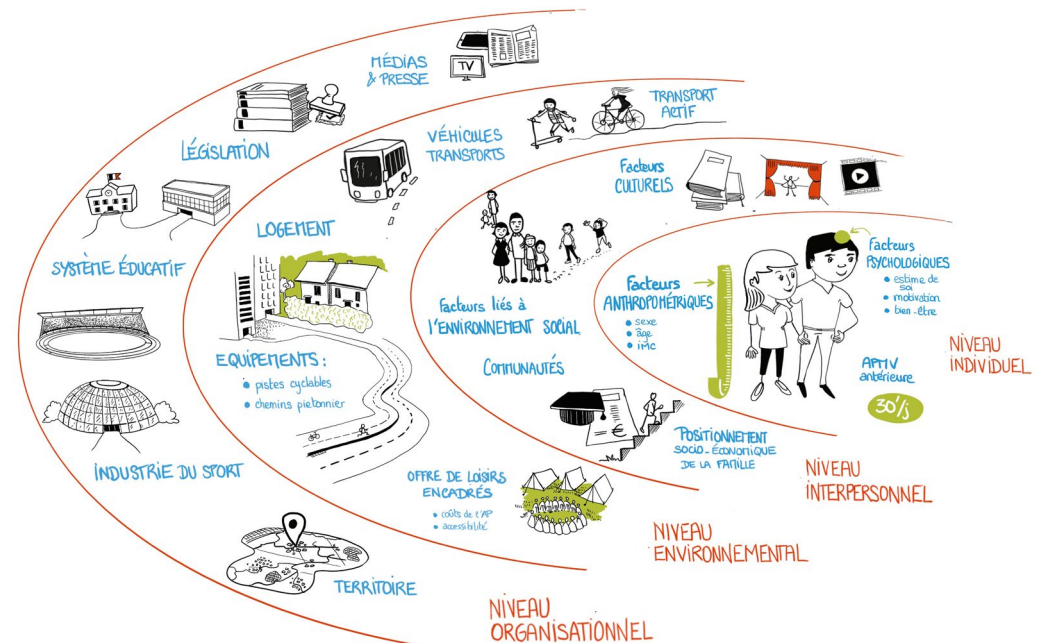 MÉDIAS
& PRESSE
TV
LÉGISLATION
SYSTÈME ÉDUCATIF
INDUSTRIE DU SPORT
TERRITOIRE
NIVEAU
ORGANISATIONNEL
VÉHICULES
TRANSPORTS
TRANSPORT
ACTIF
LOGEMENT
EQUIPEMENTS :
• pistes cyclables
• chemins pietonnier
OFFRE DE LOISIRS
ENCADRÉS
• coûts de l'AP
• accessibilité
NIVEAU
ENVIRONNEMENTAL
Facteurs
CULTURELS
Facteurs liés à
l'ENVIRONNEMENT SOCIAL
COMMUNAUTÉS
€
POSITIONNEMENT
SOCIO-ÉCONOMIQUE
DE LA FAMILLE
NIVEAU
INTERPERSONNEL
Facteurs
ANTHROPOMÉTRIQUES
• sexe
• âge
• IMC
Facteurs
PSYCHOLOGIQUES
• estime de
soi
• motivation
• bien-être
APMV
antérieure
30'/j
NIVEAU
INDIVIDUEL